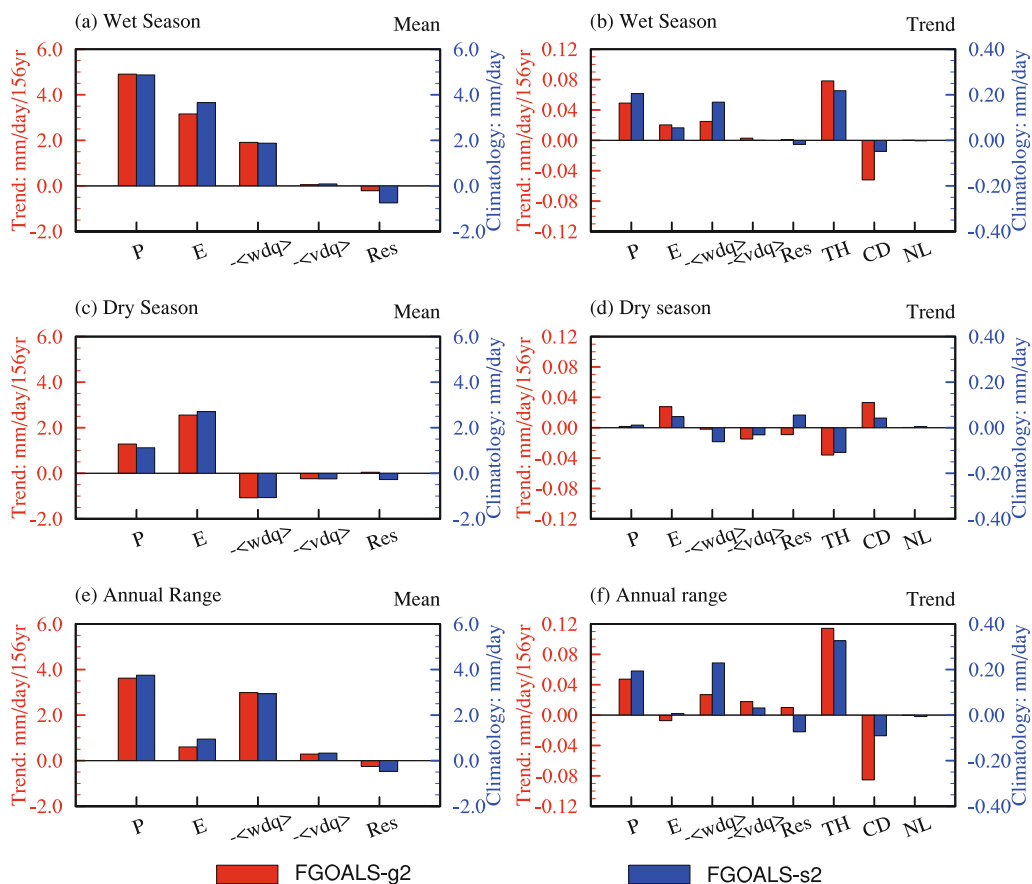 (a) Wet Season Mean
6.0 6.0
4.0 4.0
2.0 2.0
0.0 0.0
-2.0 -2.0
Trend: mm/day/156yr
Climatology: mm/day
P E -<wdq> -<vdq> Res
(b) Wet Season Trend
0.12 0.40
0.08
0.20
0.04
0.00 0.00
-0.04
-0.20
-0.08
-0.12 -0.40
Trend: mm/day/156yr
Climatology: mm/day
P E -<wdq> -<vdq> Res TH CD NL
(c) Dry Season Mean
6.0 6.0
4.0 4.0
2.0 2.0
0.0 0.0
-2.0 -2.0
Trend: mm/day/156yr
Climatology: mm/day
P E -<wdq> -<vdq> Res
(d) Dry season Trend
0.12 0.40
0.08
0.20
0.04
0.00 0.00
-0.04
-0.20
-0.08
-0.12 -0.40
Trend: mm/day/156yr
Climatology: mm/day
P E -<wdq> -<vdq> Res TH CD NL
(e) Annual Range Mean
6.0 6.0
4.0 4.0
2.0 2.0
0.0 0.0
-2.0 -2.0
Trend: mm/day/156yr
Climatology: mm/day
P E -<wdq> -<vdq> Res
(f) Annual range Trend
0.12 0.40
0.08
0.20
0.04
0.00 0.00
-0.04
-0.20
-0.08
-0.12 -0.40
Trend: mm/day/156yr
Climatology: mm/day
P E -<wdq> -<vdq> Res TH CD NL
FGOALS-g2 FGOALS-s2